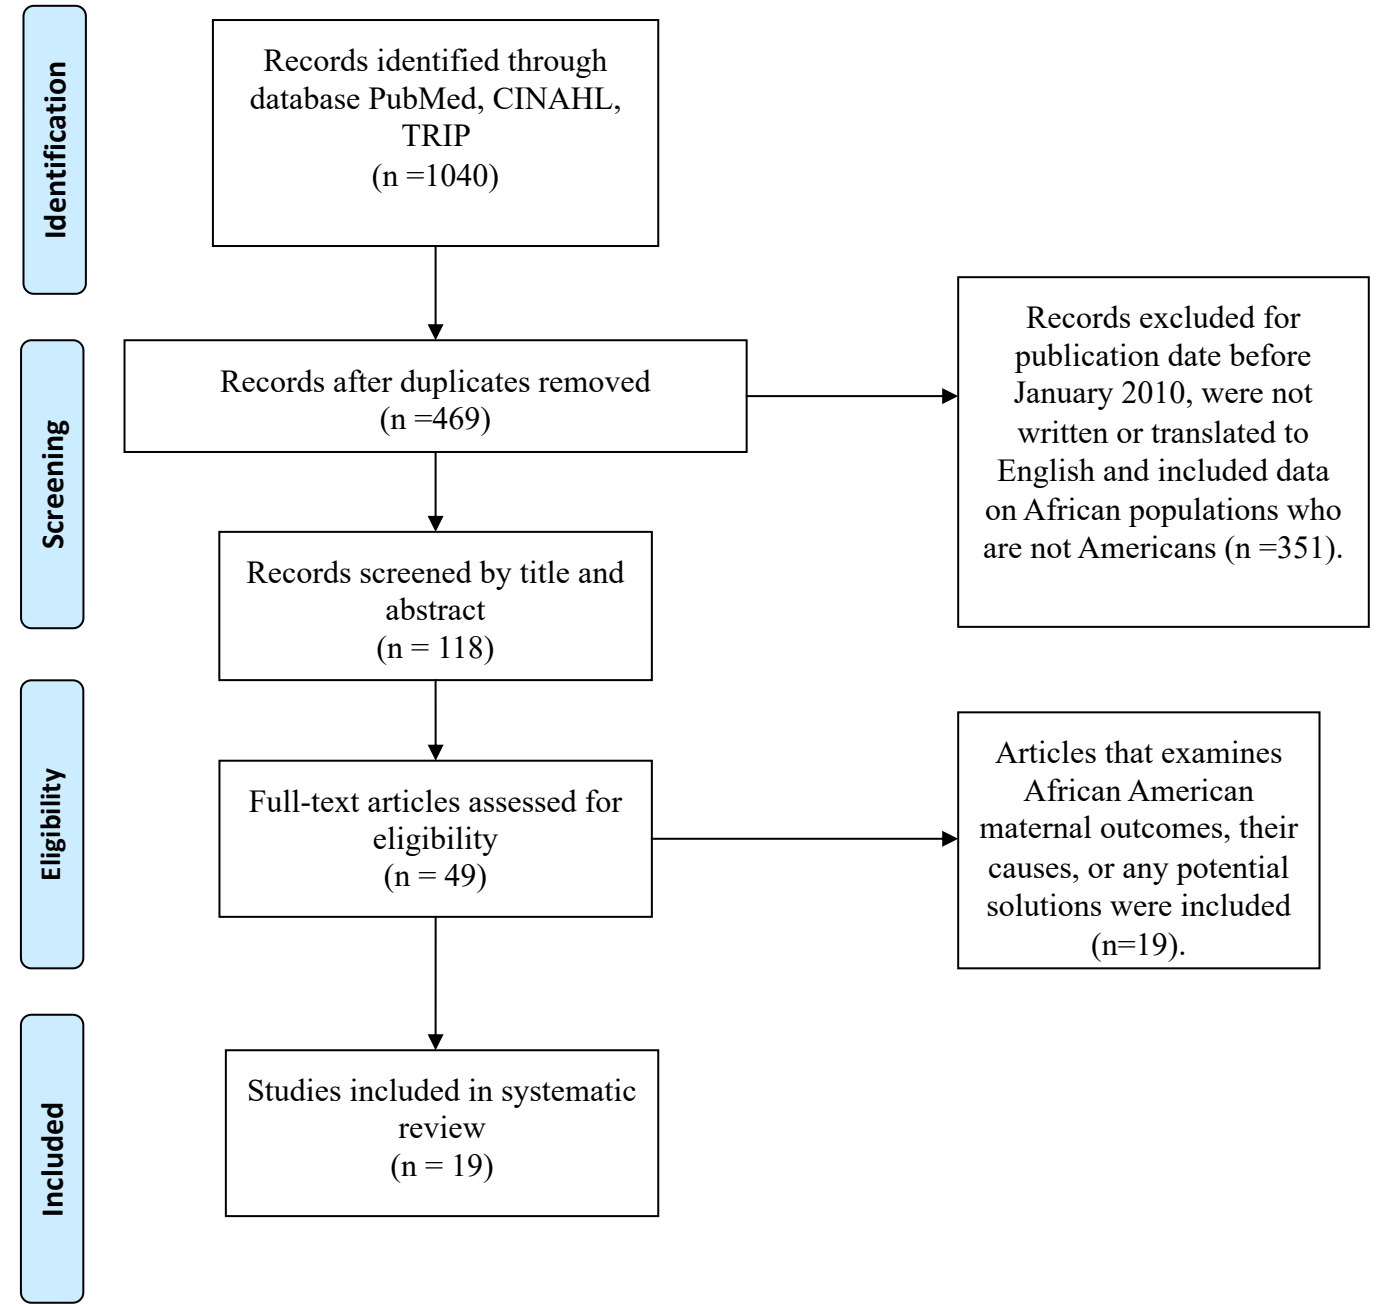 Identification
Records identified through
database PubMed, CINAHL,
TRIP
(n =1040)
Screening
Records after duplicates removed
(n =469)
Records excluded for
publication date before
January 2010, were not
written or translated to
English and included data
on African populations who
are not Americans (n =351).
Records screened by title and
abstract
(n = 118)
Eligibility
Full-text articles assessed for
eligibility
(n = 49)
Articles that examines
African American
maternal outcomes, their
causes, or any potential
solutions were included
(n=19).
Included
Studies included in systematic
review
(n = 19)